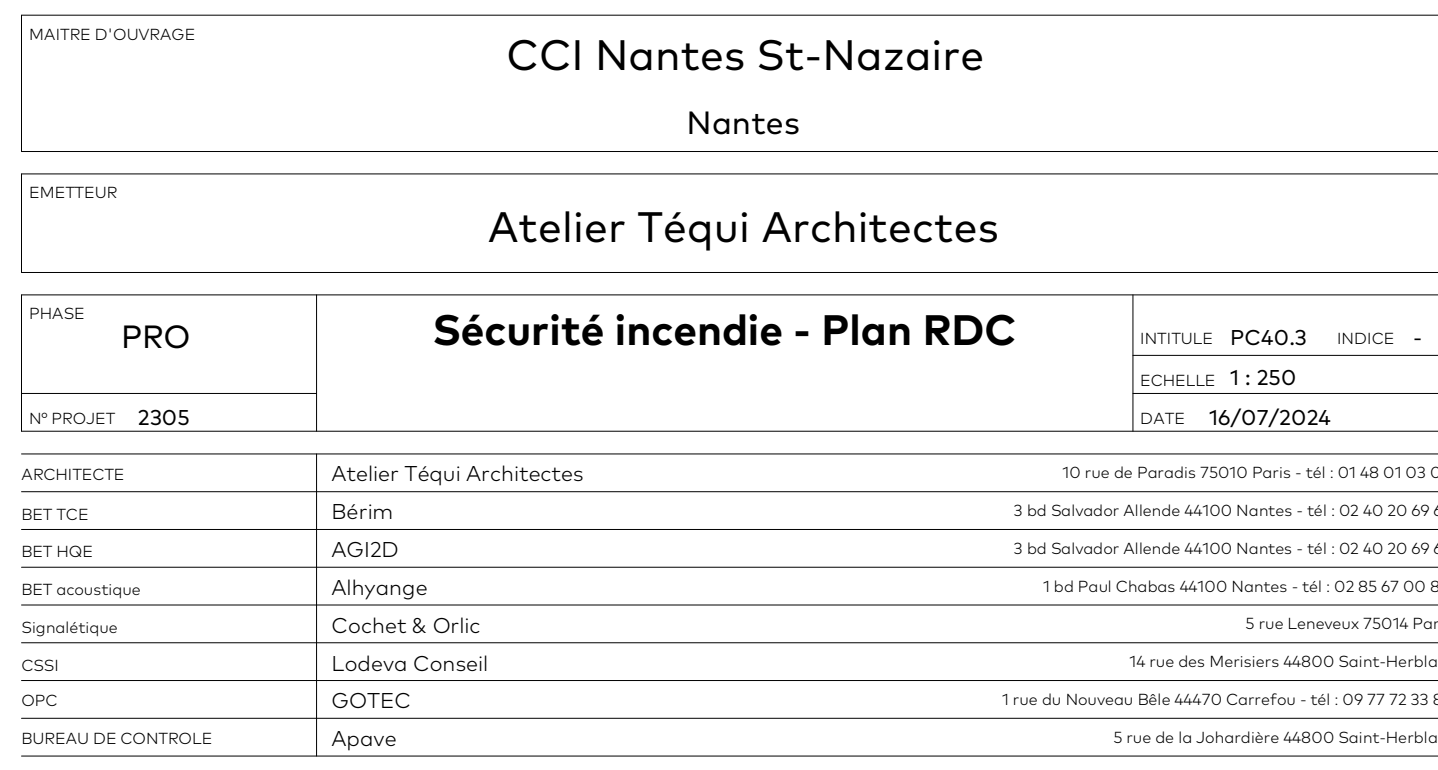 MAITRE D'OUVRAGE
CCI Nantes St-Nazaire
Nantes
EMETTEUR
Atelier Téqui Architectes
PHASE
PRO
Sécurité incendie - Plan RDC
INTITULE PC40.3 INDICE -
ECHELLE 1 : 250
N° PROJET 2305
DATE 16/07/2024
ARCHITECTE Atelier Téqui Architectes 10 rue de Paradis 75010 Paris - tél : 01 48 01 03
BET TCE Bérim 3 bd Salvador Allende 44100 Nantes - tél : 02 40 20 69
BET HQE AGI2D 3 bd Salvador Allende 44100 Nantes - tél : 02 40 20 69
BET acoustique Alhyange 1 bd Paul Chabas 44100 Nantes - tél : 02 85 67 00
Signalétique Cochet & Orlic 5 rue Leneveux 75014
CSSI Lodeva Conseil 14 rue des Merisiers 44800
OPC GOTEC 1 rue du Nouveau Bêle 44470 Carrefou - tél : 09 77 72 33
BUREAU DE CONTROLE Apave 5 rue de la Johardière 44800